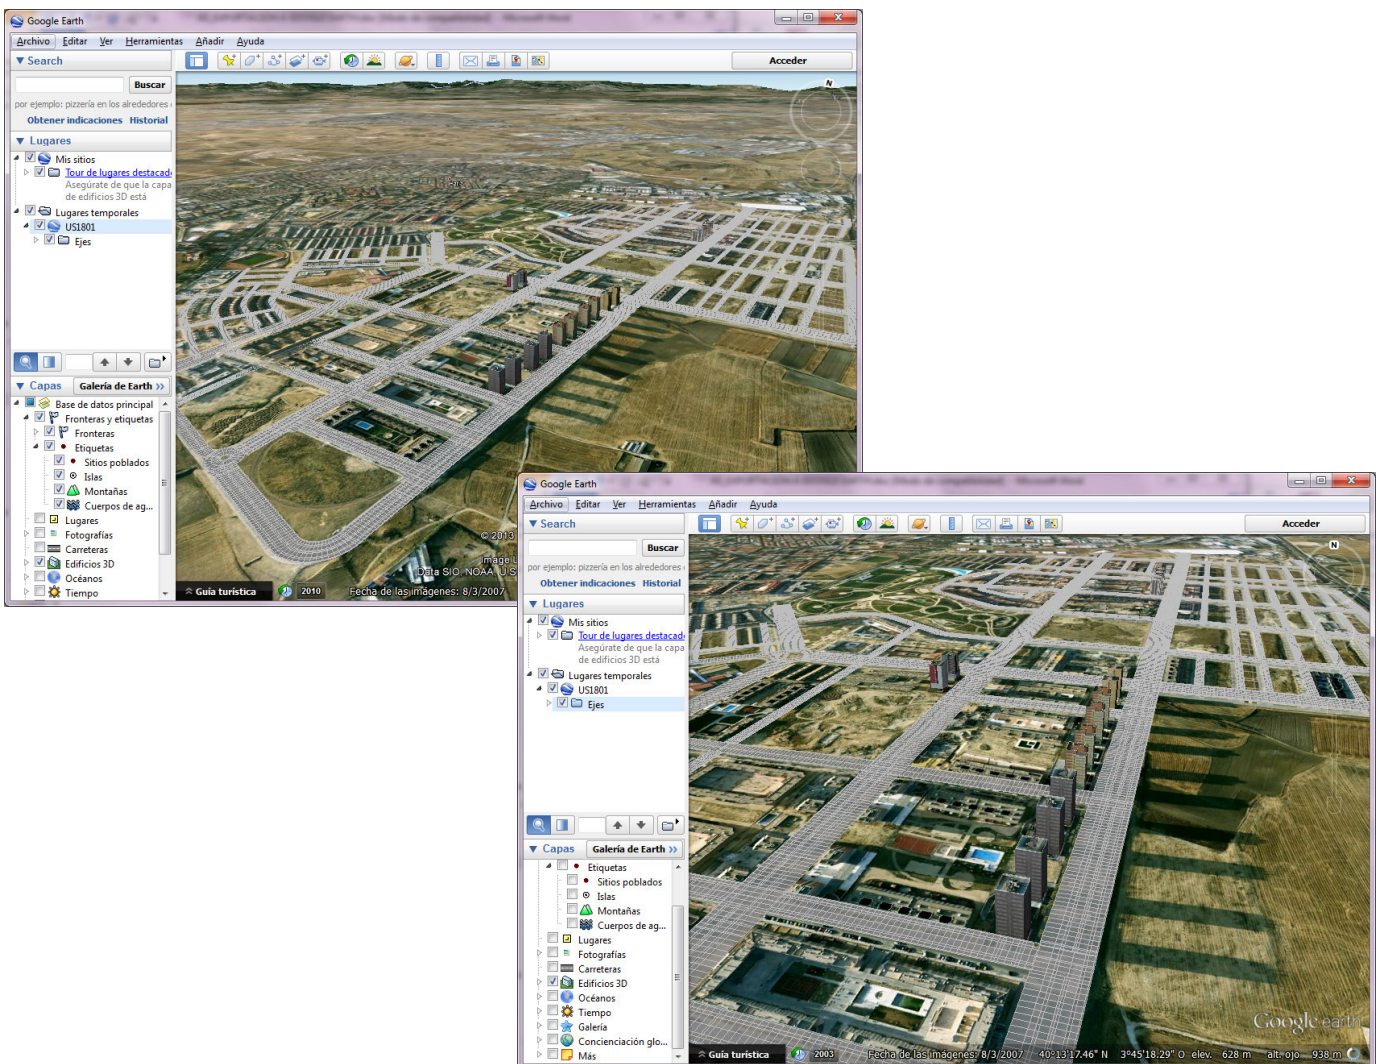 Google Earth
Archivo Editar Ver Herramientas Añadir Ayuda
Search
Acceder
Buscar
por ejemplo: pizzería en los alrededores
Obtener indicaciones Historial
Lugares
Mis sitios
Tour de lugares destacad
Asegúrate de que la capa
de edificios 3D está
Lugares temporales
US1801
Ejes
Capas Galería de Earth >>
Base de datos principal
Fronteras y etiquetas
Fronteras
Etiquetas
Sitios poblados
Islas
Montañas
Cuerpos de ag...
Lugares
Fotografías
Carreteras
Edificios 3D
Océanos
Tiempo
N
© 2013
Image L
Data SIO, NOAA, U.S
Guía turística 2010 Fecha de las imágenes: 8/3/2007
Google Earth
Archivo Editar Ver Herramientas Añadir Ayuda
Search
Acceder
Buscar
por ejemplo: pizzería en los alrededores
Obtener indicaciones Historial
Lugares
Mis sitios
Tour de lugares destacad
Asegúrate de que la capa
de edificios 3D está
Lugares temporales
US1801
Ejes
Capas Galería de Earth >>
Etiquetas
Sitios poblados
Islas
Montañas
Cuerpos de ag...
Lugares
Fotografías
Carreteras
Edificios 3D
Océanos
Tiempo
Galería
Concienciación glo...
Más
N
Google earth
Guía turística 2003 Fecha de las imágenes: 8/3/2007 40°13'17.46" N 3°45'18.29" O elev. 628 m alt. ojo 938 m